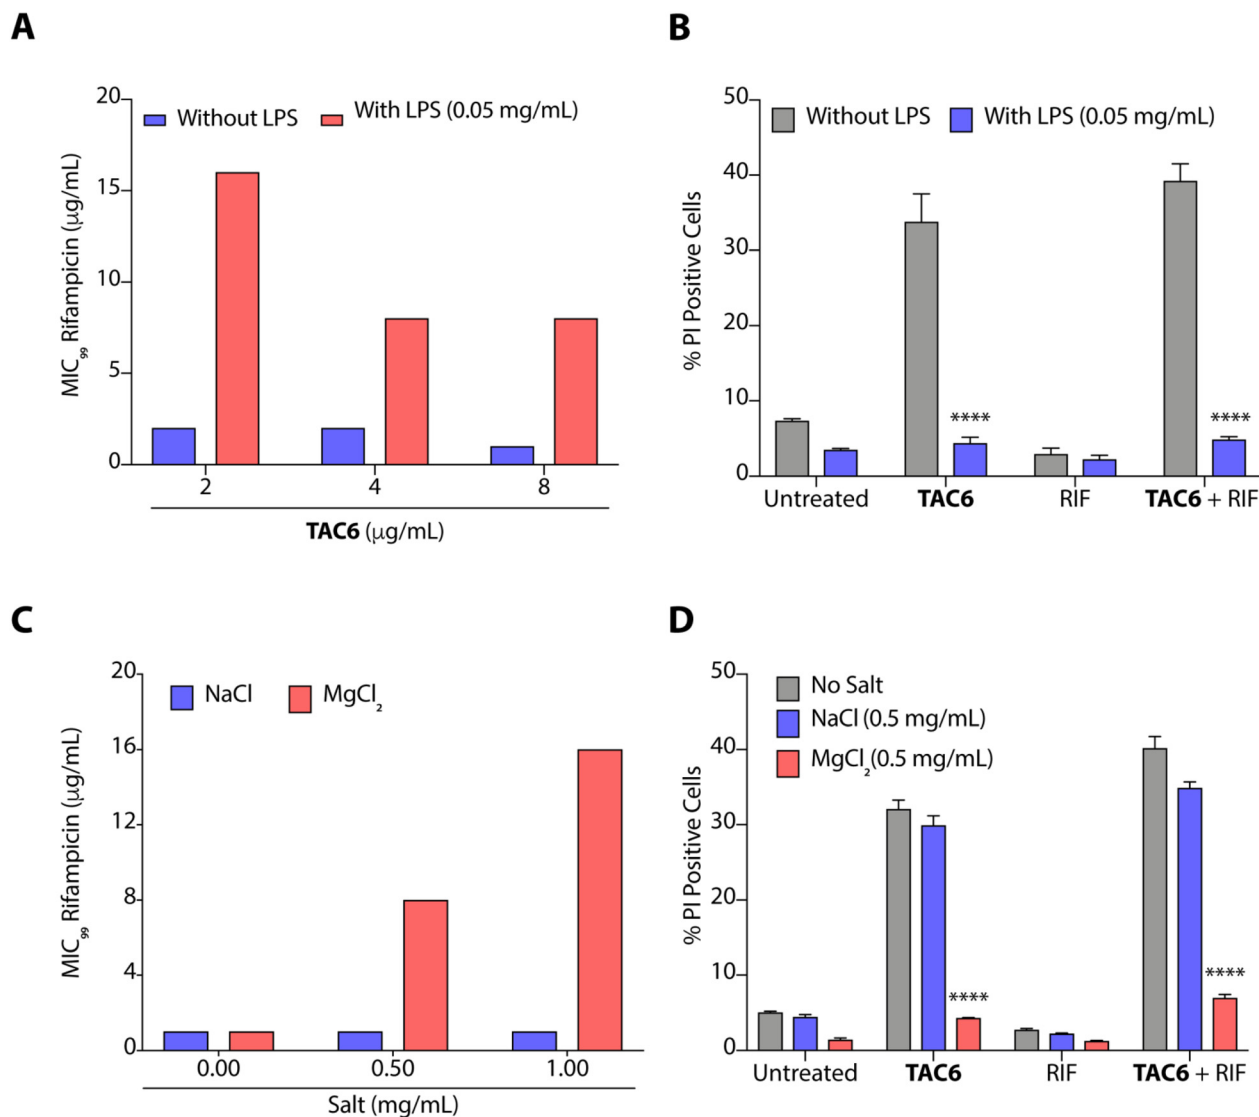 A
Without LPS
With LPS (0.05 mg/mL)
MIC₉₉ Rifampicin (µg/mL)
20
15
10
5
0
2 4 8
TAC6 (µg/mL)
B
Without LPS
With LPS (0.05 mg/mL)
% PI Positive Cells
50
40
30
20
10
0
****
****
Untreated TAC6 RIF TAC6 + RIF
C
NaCl
MgCl₂
MIC₉₉ Rifampicin (µg/mL)
20
16
12
8
4
0
0.00 0.50 1.00
Salt (mg/mL)
D
No Salt
NaCl (0.5 mg/mL)
MgCl₂(0.5 mg/mL)
% PI Positive Cells
50
40
30
20
10
0
****
****
Untreated TAC6 RIF TAC6 + RIF